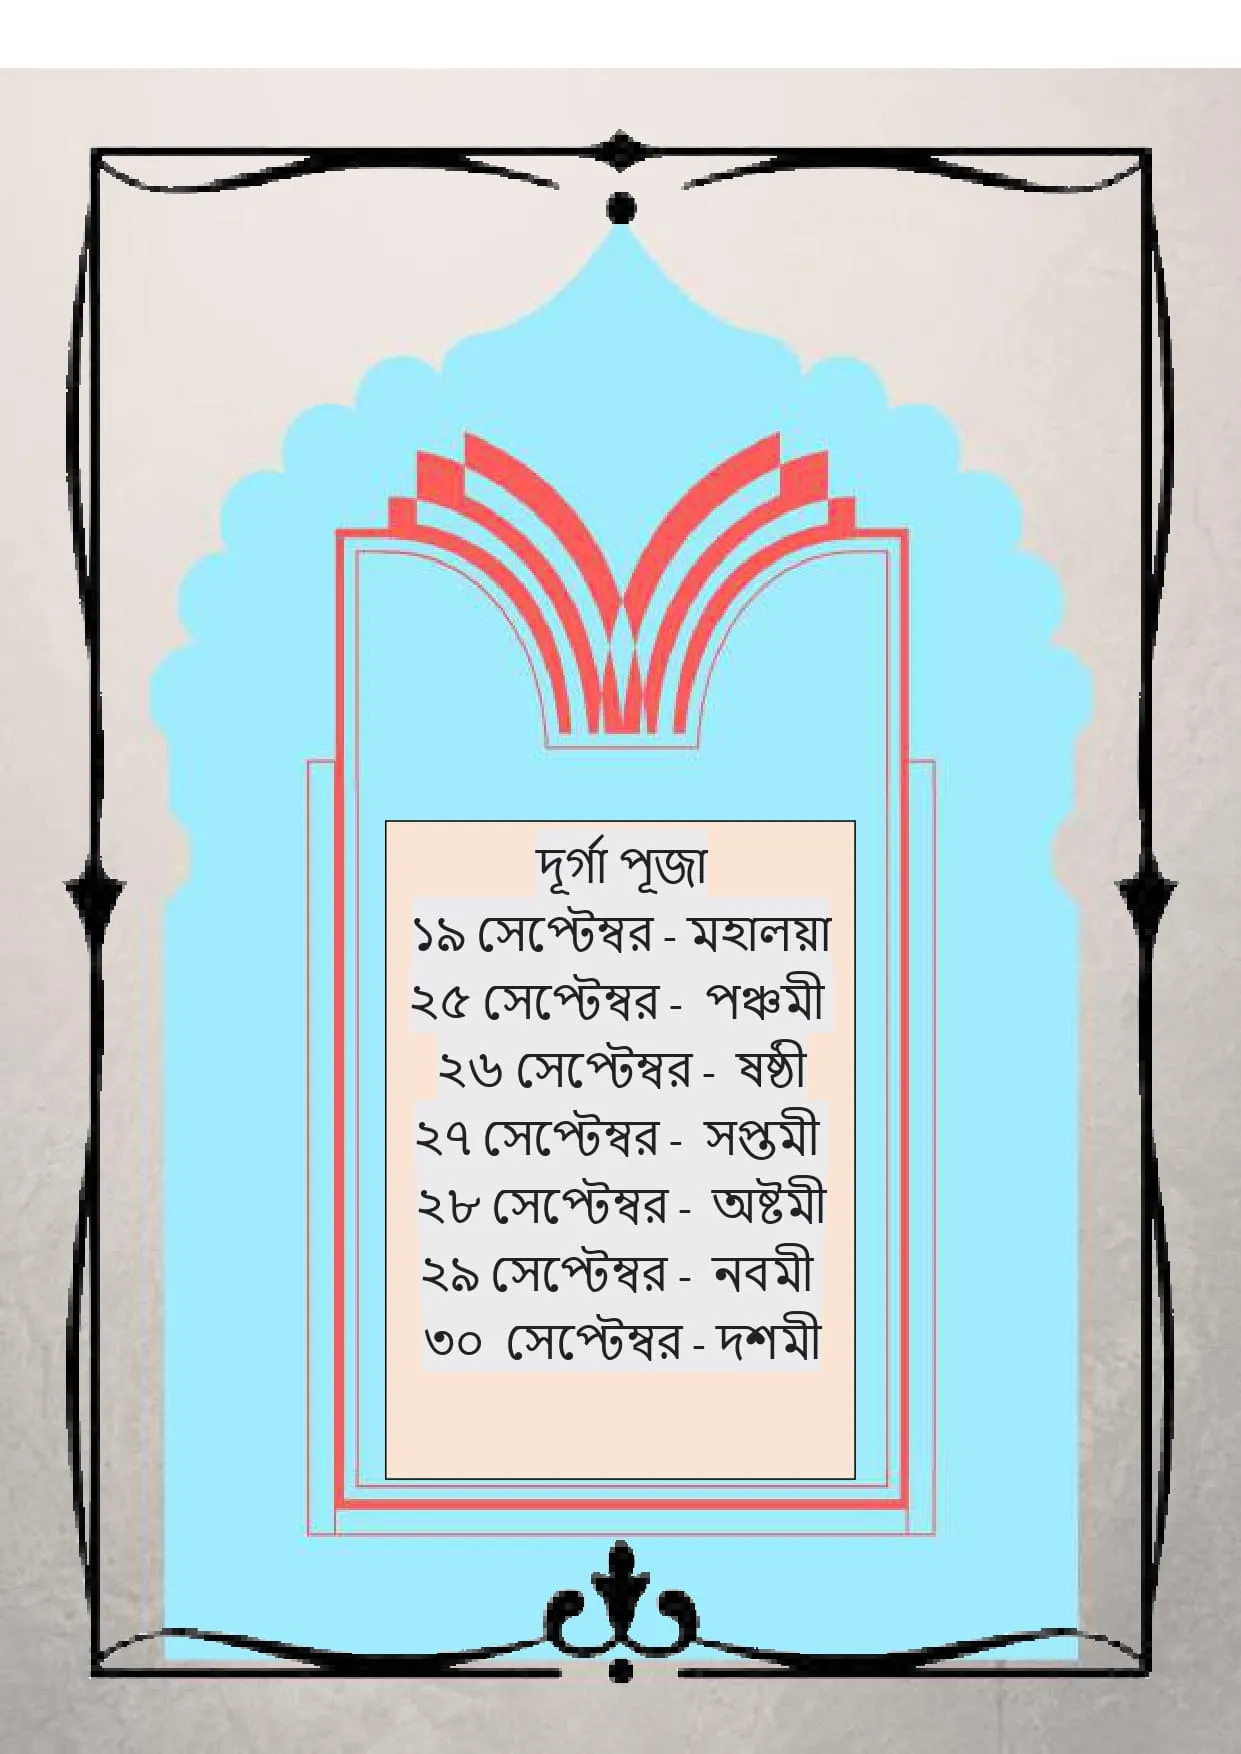 দূর্গা পূজা
১৯ সেপ্টেম্বর - মহালয়া
২৫ সেপ্টেম্বর - পঞ্চমী
২৬ সেপ্টেম্বর - ষষ্ঠী
২৭ সেপ্টেম্বর - সপ্তমী
২৮ সেপ্টেম্বর - অষ্টমী
২৯ সেপ্টেম্বর - নবমী
৩০ সেপ্টেম্বর - দশমী